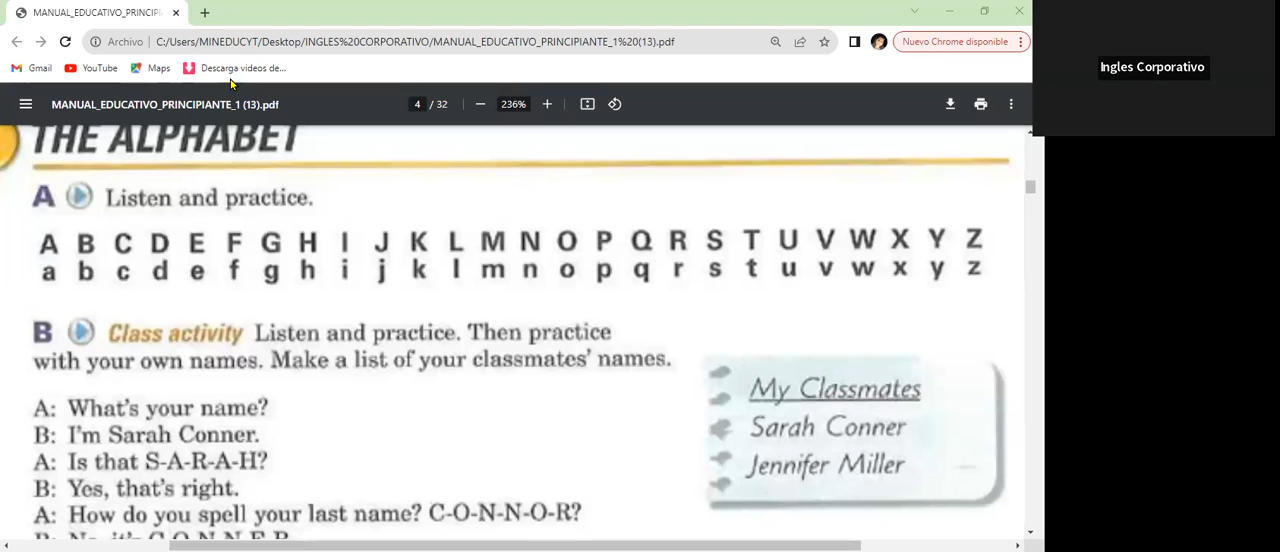 MANUAL_EDUCATIVO_PRINCIPI
Archivo
C:/Users/MINEDUCYT/Desktop/INGLES%20CORPORATIVO/MANUAL_EDUCATIVO_PRINCIPIANTE_1%20(13).pdf
Nuevo Chrome disponible
Gmail
YouTube
Maps
Descarga videos de...
Ingles Corporativo
MANUAL_EDUCATIVO_PRINCIPIANTE_1 (13).pdf
4 / 32
236%
THE ALPHABET
A Listen and practice.
A B C D E F G H I J K L M N O P Q R S T U V W X Y Z
a b c d e f g h i j k l m n o p q r s t u v w x y z
B Class activity Listen and practice. Then practice
with your own names. Make a list of your classmates' names.
A: What's your name?
B: I'm Sarah Conner.
A: Is that S-A-R-A-H?
B: Yes, that's right.
A: How do you spell your last name? C-O-N-N-O-R?
B: No, it's C-O-N-N-E-R
My Classmates
Sarah Conner
Jennifer Miller